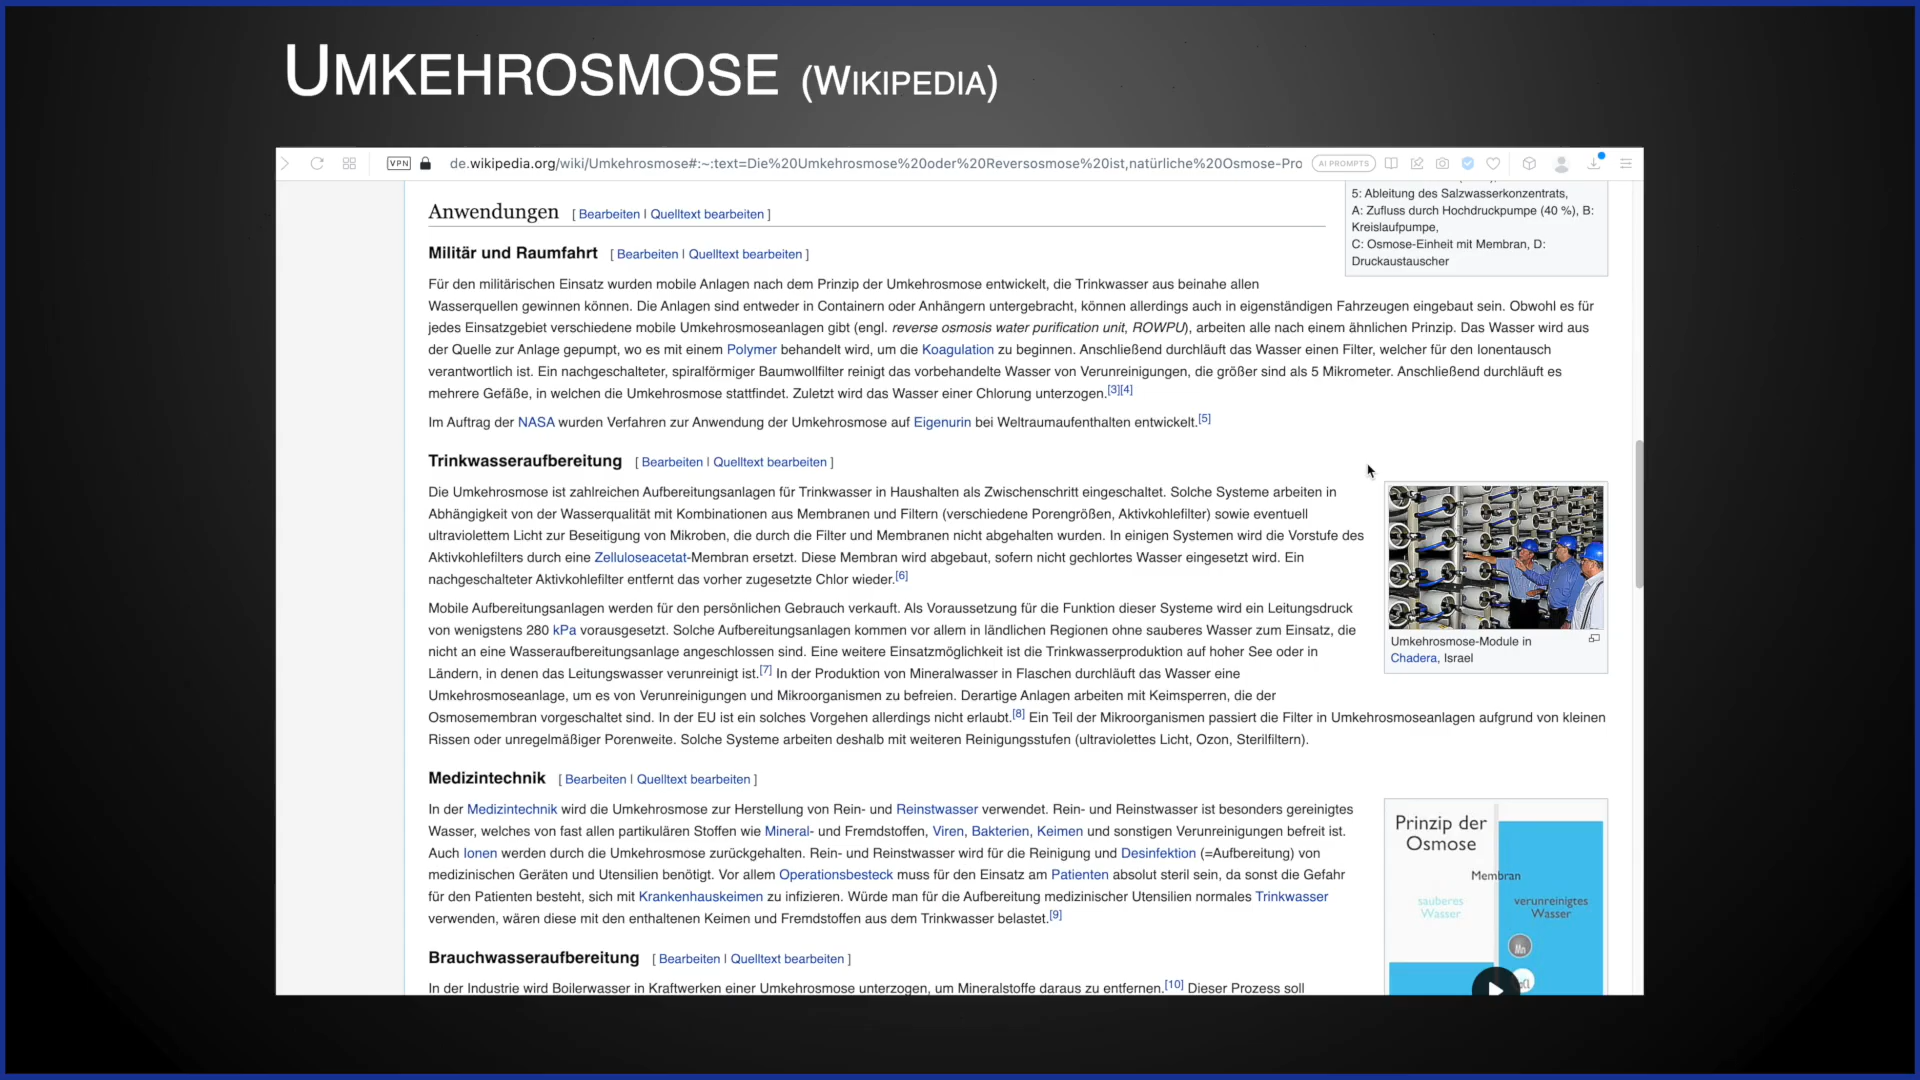 UMKEHROSMOSE (WIKIPEDIA)
VPN de.wikipedia.org/wiki/Umkehrosmose#:~:text=Die%20Umkehrosmose%20oder%20Reversosmose%20ist,natürliche%20Osmose-Pro AI PROMPTS
5: Ableitung des Salzwasserkonzentrats,
A: Zufluss durch Hochdruckpumpe (40 %), B:
Kreislaufpumpe,
C: Osmose-Einheit mit Membran, D:
Druckaustauscher
Anwendungen [ Bearbeiten | Quelltext bearbeiten ]
Militär und Raumfahrt [ Bearbeiten | Quelltext bearbeiten ]
Für den militärischen Einsatz wurden mobile Anlagen nach dem Prinzip der Umkehrosmose entwickelt, die Trinkwasser aus beinahe allen
Wasserquellen gewinnen können. Die Anlagen sind entweder in Containern oder Anhängern untergebracht, können allerdings auch in eigenständigen Fahrzeugen eingebaut sein. Obwohl es für
jedes Einsatzgebiet verschiedene mobile Umkehrosmoseanlagen gibt (engl. reverse osmosis water purification unit, ROWPU), arbeiten alle nach einem ähnlichen Prinzip. Das Wasser wird aus
der Quelle zur Anlage gepumpt, wo es mit einem Polymer behandelt wird, um die Koagulation zu beginnen. Anschließend durchläuft das Wasser einen Filter, welcher für den Ionentausch
verantwortlich ist. Ein nachgeschalteter, spiralförmiger Baumwollfilter reinigt das vorbehandelte Wasser von Verunreinigungen, die größer sind als 5 Mikrometer. Anschließend durchläuft es
mehrere Gefäße, in welchen die Umkehrosmose stattfindet. Zuletzt wird das Wasser einer Chlorung unterzogen.[3][4]
Im Auftrag der NASA wurden Verfahren zur Anwendung der Umkehrosmose auf Eigenurin bei Weltraumaufenthalten entwickelt.[5]
Trinkwasseraufbereitung [ Bearbeiten | Quelltext bearbeiten ]
Die Umkehrosmose ist zahlreichen Aufbereitungsanlagen für Trinkwasser in Haushalten als Zwischenschritt eingeschaltet. Solche Systeme arbeiten in
Abhängigkeit von der Wasserqualität mit Kombinationen aus Membranen und Filtern (verschiedene Porengrößen, Aktivkohlefilter) sowie eventuell
ultraviolettem Licht zur Beseitigung von Mikroben, die durch die Filter und Membranen nicht abgehalten wurden. In einigen Systemen wird die Vorstufe des
Aktivkohlefilters durch eine Zelluloseacetat-Membran ersetzt. Diese Membran wird abgebaut, sofern nicht gechlortes Wasser eingesetzt wird. Ein
nachgeschalteter Aktivkohlefilter entfernt das vorher zugesetzte Chlor wieder.[6]
Mobile Aufbereitungsanlagen werden für den persönlichen Gebrauch verkauft. Als Voraussetzung für die Funktion dieser Systeme wird ein Leitungsdruck
von wenigstens 280 kPa vorausgesetzt. Solche Aufbereitungsanlagen kommen vor allem in ländlichen Regionen ohne sauberes Wasser zum Einsatz, die
nicht an eine Wasseraufbereitungsanlage angeschlossen sind. Eine weitere Einsatzmöglichkeit ist die Trinkwasserproduktion auf hoher See oder in
Ländern, in denen das Leitungswasser verunreinigt ist.[7] In der Produktion von Mineralwasser in Flaschen durchläuft das Wasser eine
Umkehrosmoseanlage, um es von Verunreinigungen und Mikroorganismen zu befreien. Derartige Anlagen arbeiten mit Keimsperren, die der
Osmosemembran vorgeschaltet sind. In der EU ist ein solches Vorgehen allerdings nicht erlaubt.[8] Ein Teil der Mikroorganismen passiert die Filter in Umkehrosmoseanlagen aufgrund von kleinen
Rissen oder unregelmäßiger Porenweite. Solche Systeme arbeiten deshalb mit weiteren Reinigungsstufen (ultraviolettes Licht, Ozon, Sterilfiltern).
Umkehrosmose-Module in
Chadera, Israel
Medizintechnik [ Bearbeiten | Quelltext bearbeiten ]
In der Medizintechnik wird die Umkehrosmose zur Herstellung von Rein- und Reinstwasser verwendet. Rein- und Reinstwasser ist besonders gereinigtes
Wasser, welches von fast allen partikulären Stoffen wie Mineral- und Fremdstoffen, Viren, Bakterien, Keimen und sonstigen Verunreinigungen befreit ist.
Auch Ionen werden durch die Umkehrosmose zurückgehalten. Rein- und Reinstwasser wird für die Reinigung und Desinfektion (=Aufbereitung) von
medizinischen Geräten und Utensilien benötigt. Vor allem Operationsbesteck muss für den Einsatz am Patienten absolut steril sein, da sonst die Gefahr
für den Patienten besteht, sich mit Krankenhauskeimen zu infizieren. Würde man für die Aufbereitung medizinischer Utensilien normales Trinkwasser
verwenden, wären diese mit den enthaltenen Keimen und Fremdstoffen aus dem Trinkwasser belastet.[9]
Prinzip der
Osmose
Membran
sauberes
Wasser
verunreinigtes
Wasser
Mn
Brauchwasseraufbereitung [ Bearbeiten | Quelltext bearbeiten ]
In der Industrie wird Boilerwasser in Kraftwerken einer Umkehrosmose unterzogen, um Mineralstoffe daraus zu entfernen.[10] Dieser Prozess soll